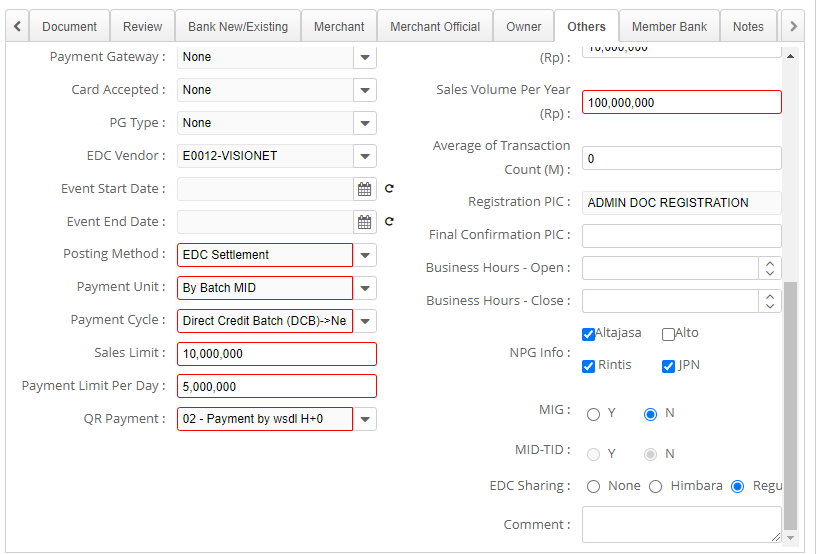 Document Review Bank New/Existing Merchant Merchant Official Owner Others Member Bank Notes
Payment Gateway : None
Card Accepted : None
PG Type : None
EDC Vendor : E0012-VISIONET
Event Start Date :
Event End Date :
Posting Method : EDC Settlement
Payment Unit : By Batch MID
Payment Cycle : Direct Credit Batch (DCB)->Ne
Sales Limit : 10,000,000
Payment Limit Per Day : 5,000,000
QR Payment : 02 - Payment by wsdl H+0
(Rp) : 10,000,000
Sales Volume Per Year
(Rp) : 100,000,000
Average of Transaction
Count (M) : 0
Registration PIC : ADMIN DOC REGISTRATION
Final Confirmation PIC :
Business Hours - Open :
Business Hours - Close :
Altajasa Alto
NPG Info :
Rintis JPN
MIG : Y N
MID-TID : Y N
EDC Sharing : None Himbara Regu
Comment :